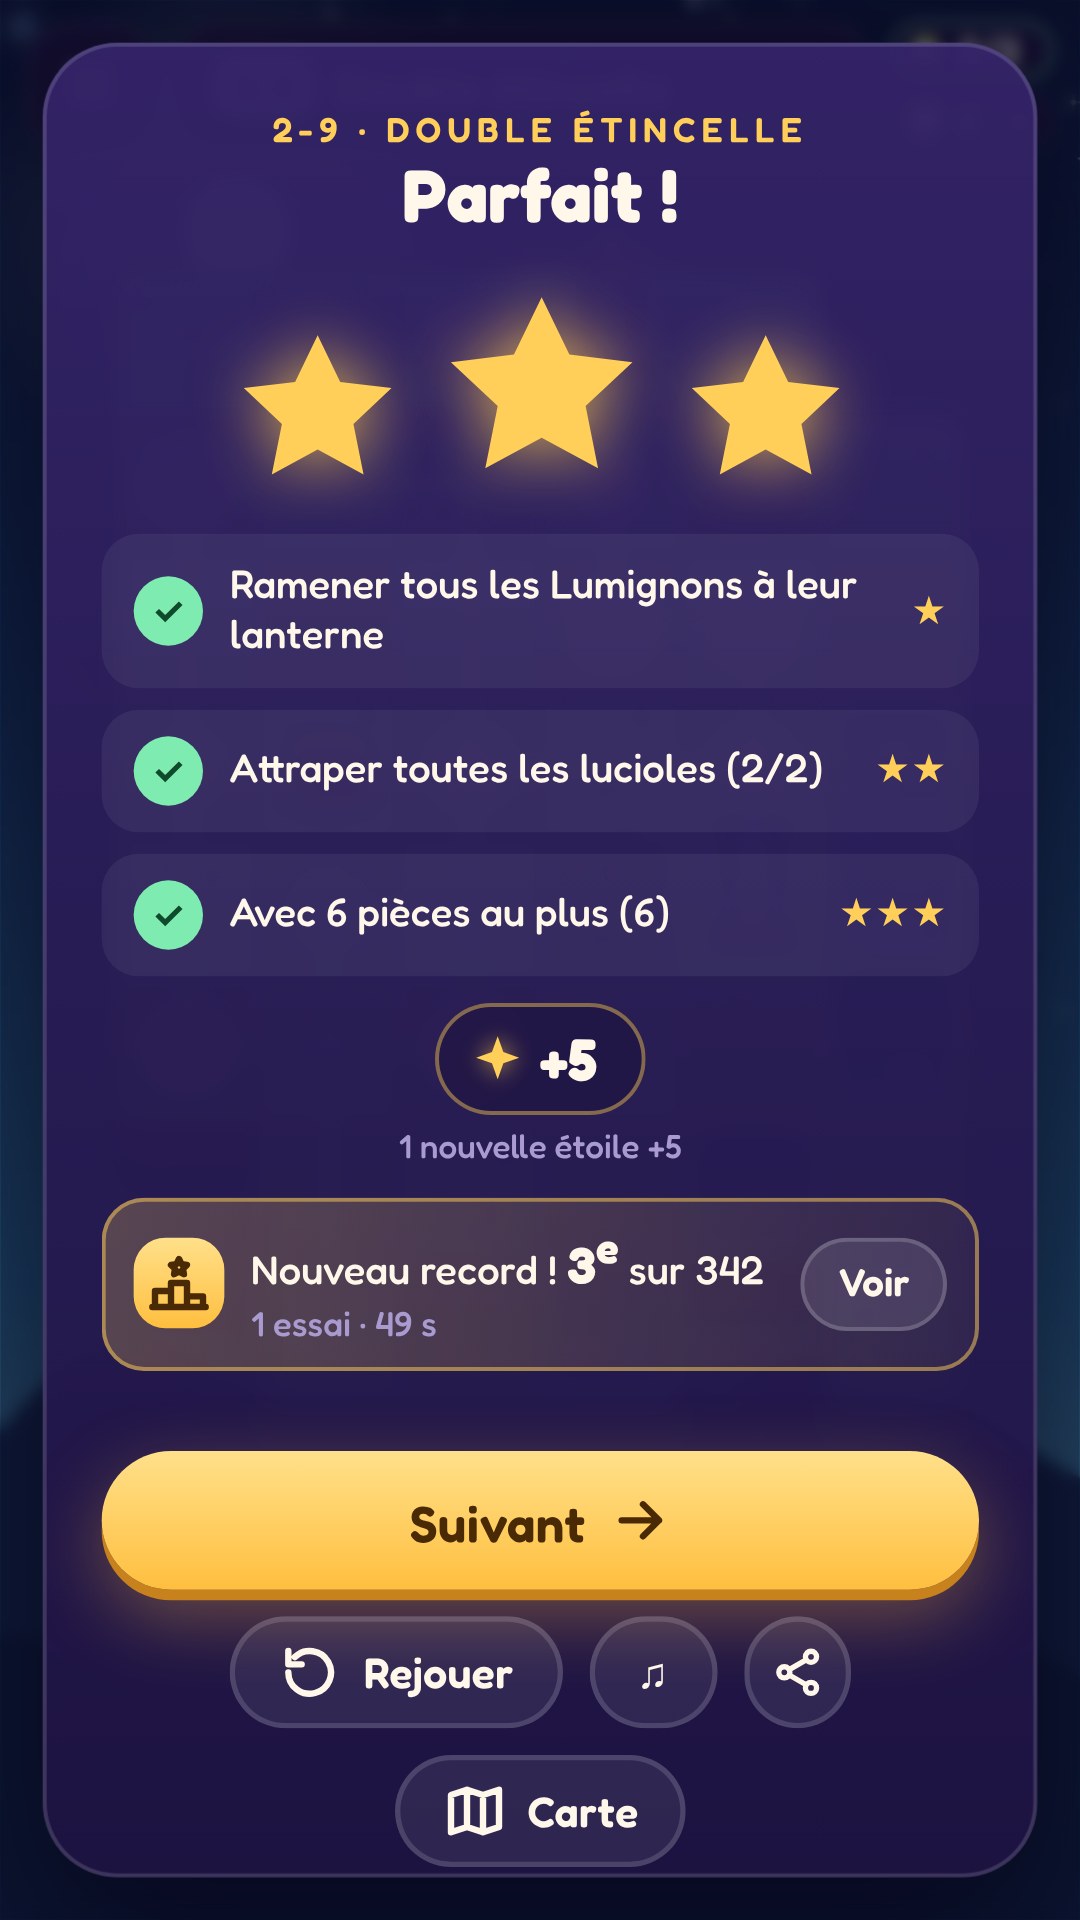 2-9 · DOUBLE ÉTINCELLE
Parfait !
Ramener tous les Lumignons à leur
lanterne
Attraper toutes les lucioles (2/2)
Avec 6 pièces au plus (6)
+5
1 nouvelle étoile +5
Nouveau record ! 3e sur 342
1 essai · 49 s
Voir
Suivant →
Rejouer
♫
Carte